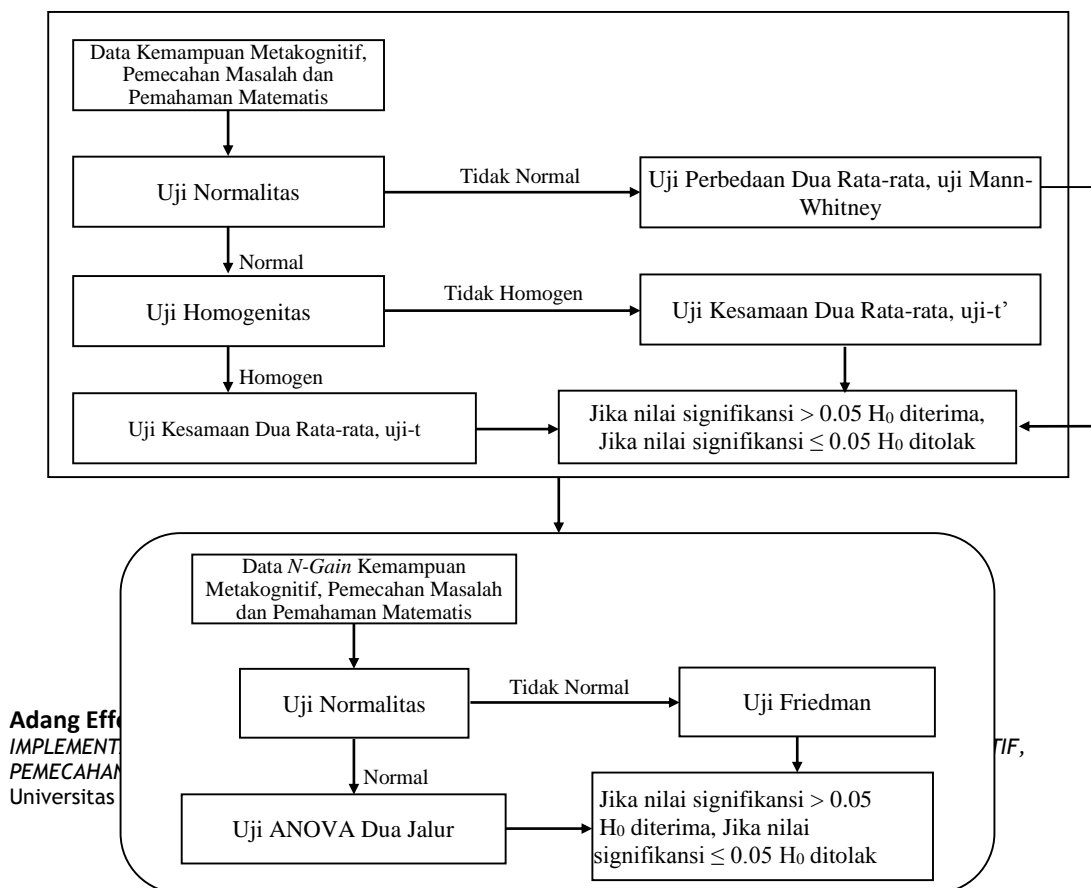 Data Kemampuan Metakognitif,
Pemecahan Masalah dan
Pemahaman Matematis
Uji Normalitas
Tidak Normal
Uji Perbedaan Dua Rata-rata, uji Mann-
Whitney
Normal
Uji Homogenitas
Tidak Homogen
Uji Kesamaan Dua Rata-rata, uji-t’
Homogen
Uji Kesamaan Dua Rata-rata, uji-t
Jika nilai signifikansi > 0.05 H₀ diterima,
Jika nilai signifikansi ≤ 0.05 H₀ ditolak
Data N-Gain Kemampuan
Metakognitif, Pemecahan Masalah
dan Pemahaman Matematis
Uji Normalitas
Tidak Normal
Uji Friedman
Normal
Uji ANOVA Dua Jalur
Jika nilai signifikansi > 0.05
H₀ diterima, Jika nilai
signifikansi ≤ 0.05 H₀ ditolak
Adang
Universitas